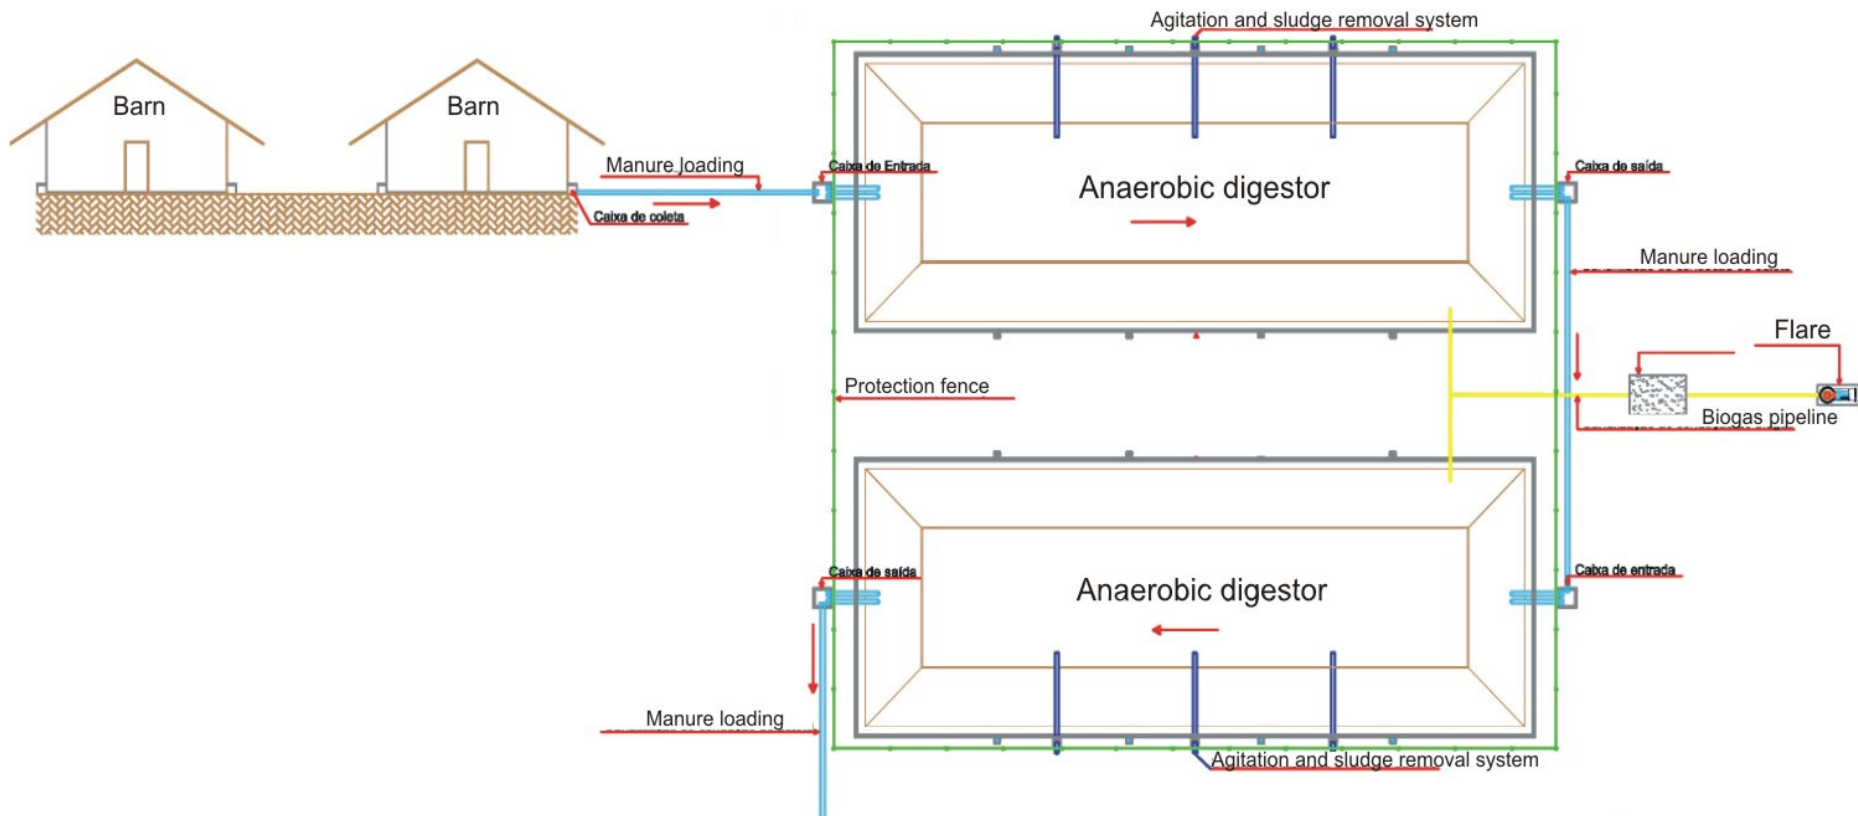 Agitation and sludge removal system
Barn
Barn
Manure loading
Caixa de Entrada
Caixa de saída
Anaerobic digestor
Caixa de coleta
Manure loading
Flare
Protection fence
Biogas pipeline
Caixa de saída
Caixa de entrada
Anaerobic digestor
Manure loading
Agitation and sludge removal system